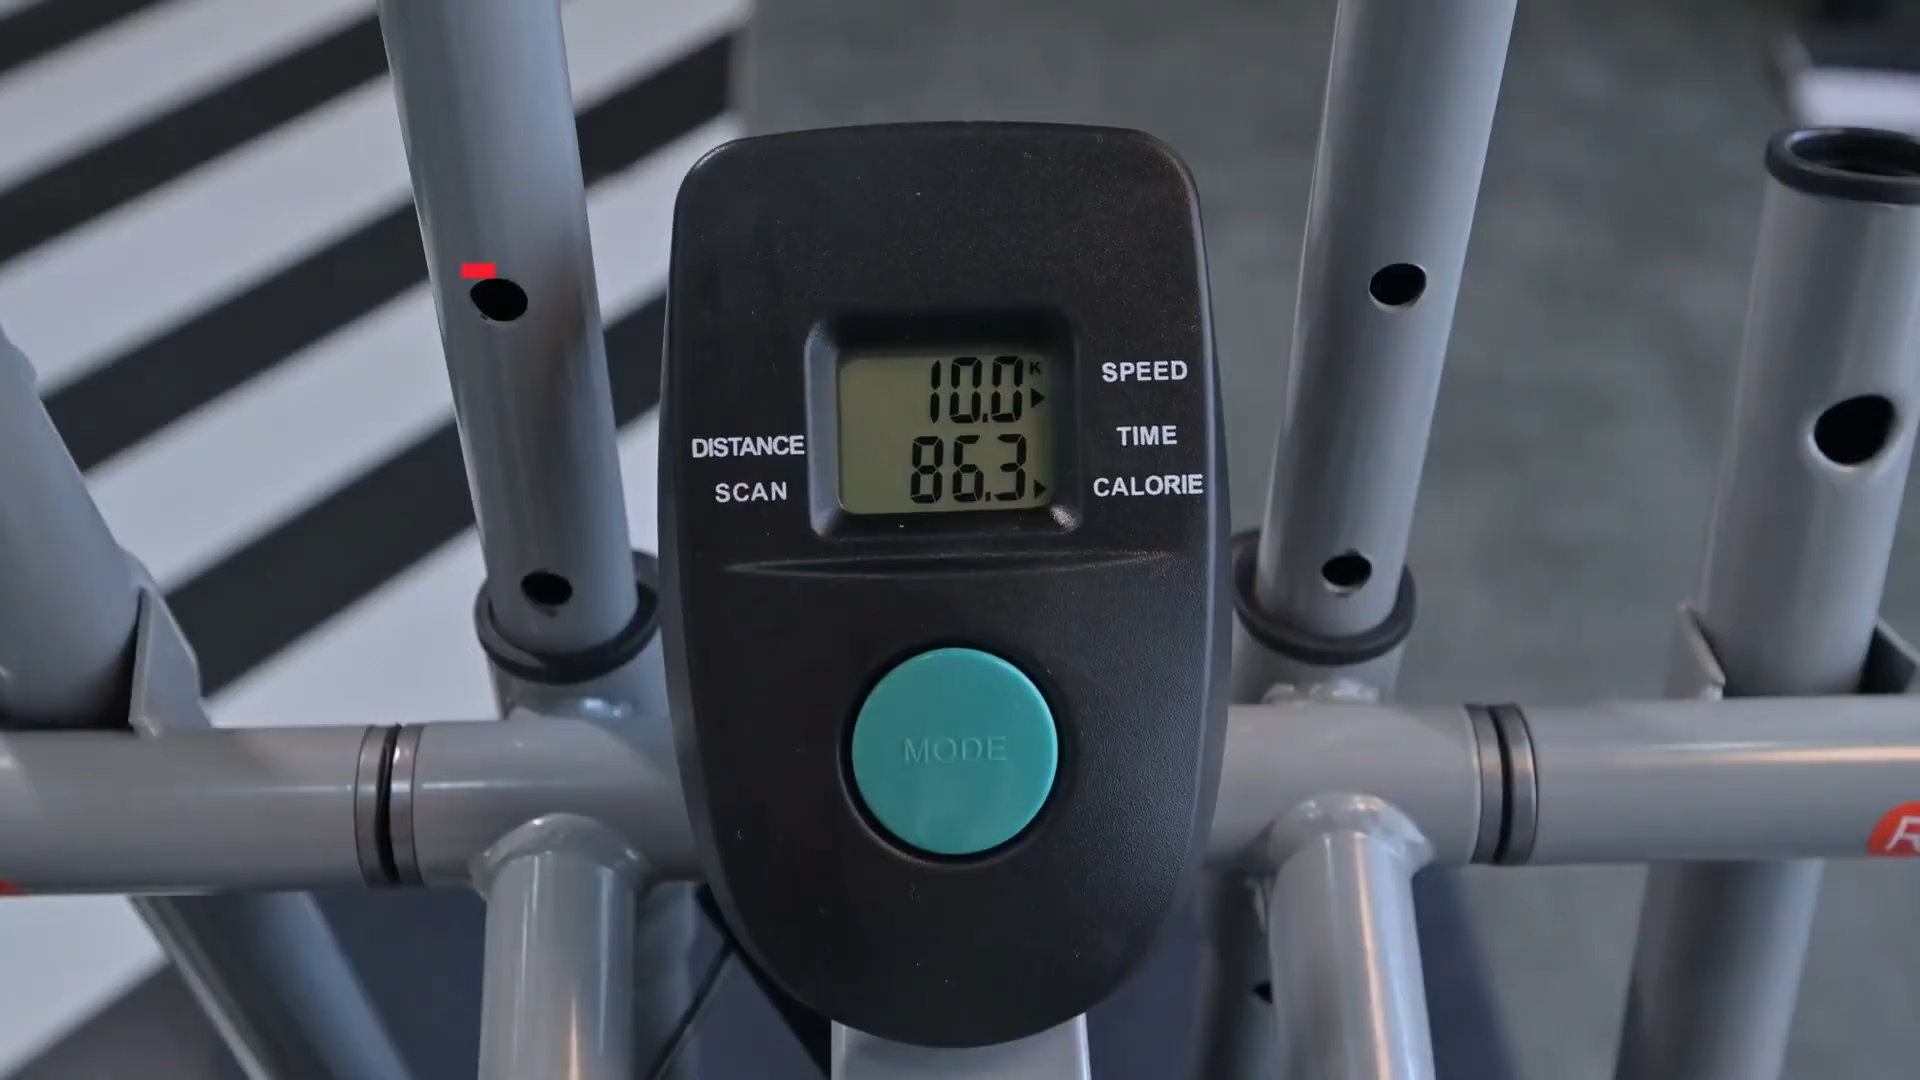 10.0 K
SPEED
DISTANCE
TIME
86.3
SCAN
CALORIE
MODE
R